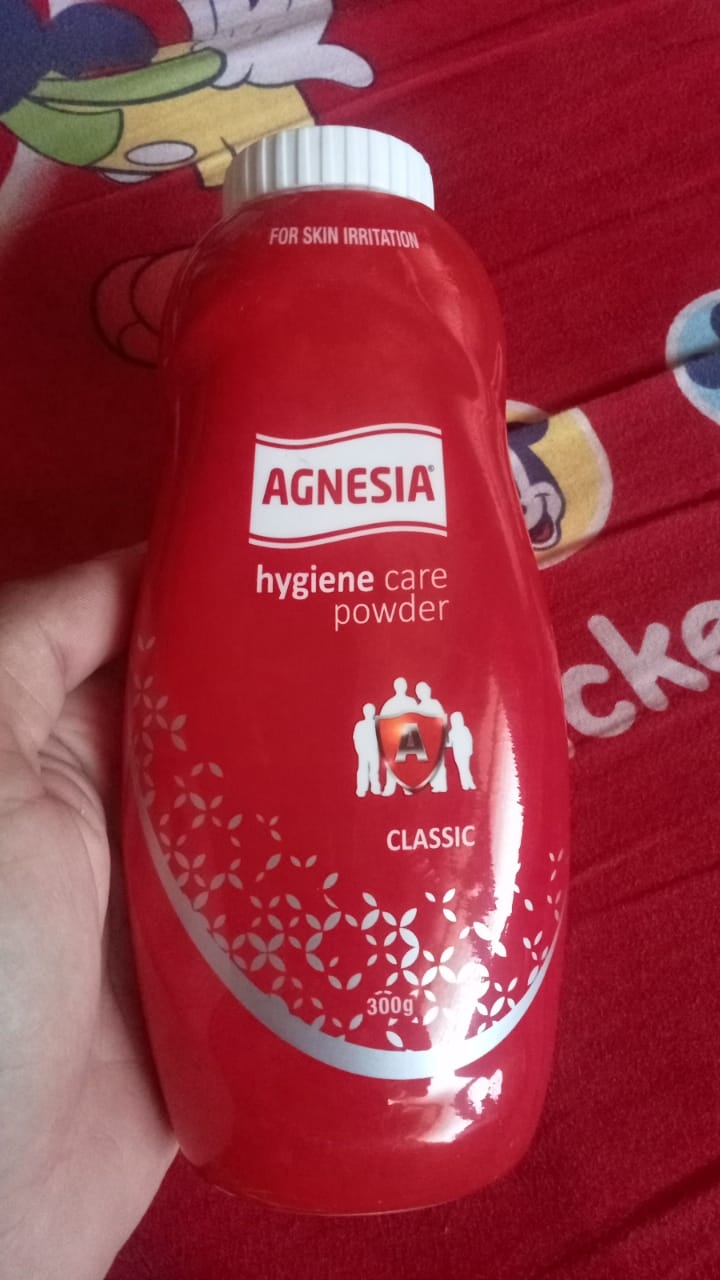 FOR SKIN IRRITATION
AGNESIA®
hygiene care
powder
A
CLASSIC
300g